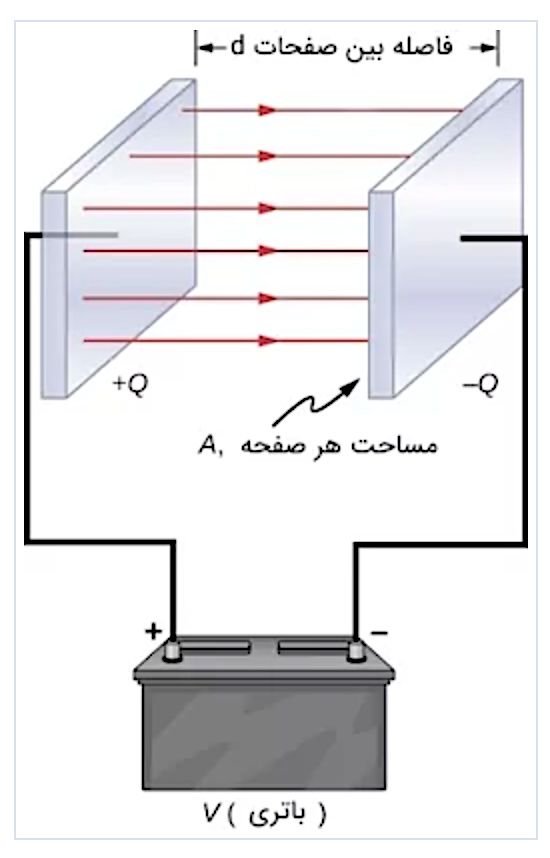 فاصله بین صفحات d
+Q
–Q
A, مساحت هر صفحه
+
–
V ( باتری )